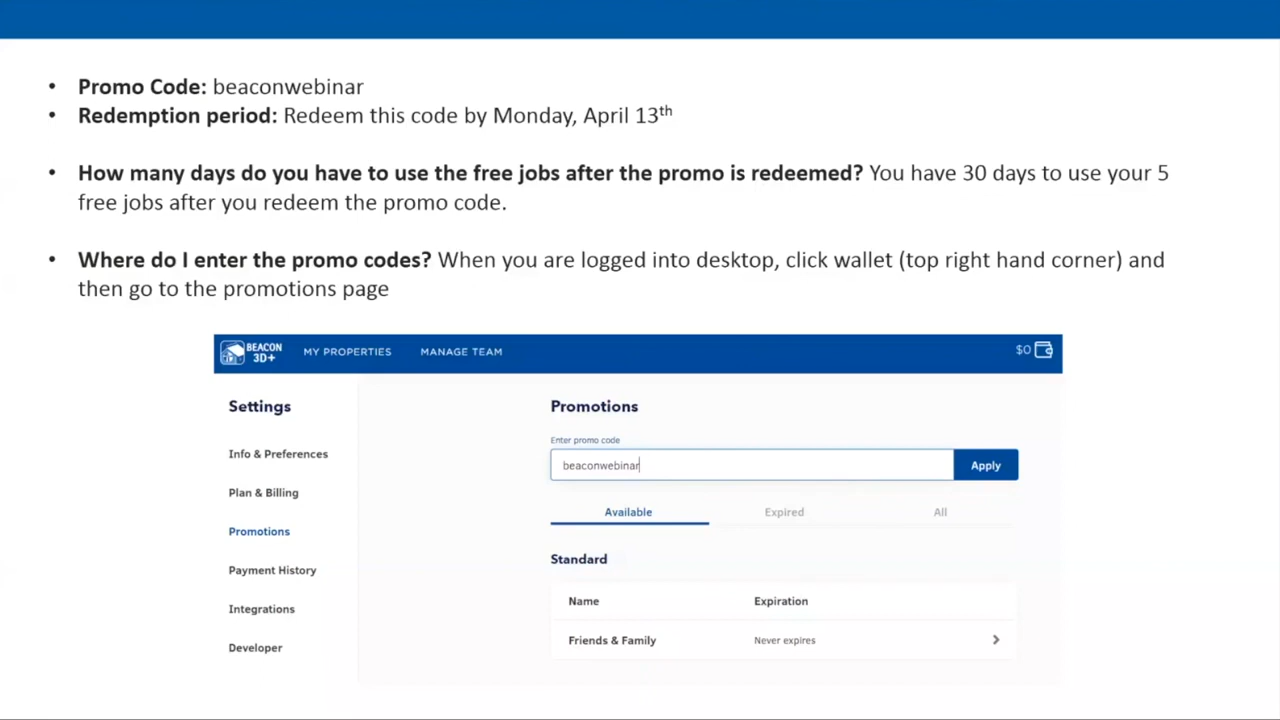 • Promo Code: beaconwebinar
• Redemption period: Redeem this code by Monday, April 13th
• How many days do you have to use the free jobs after the promo is redeemed? You have 30 days to use your 5
free jobs after you redeem the promo code.
• Where do I enter the promo codes? When you are logged into desktop, click wallet (top right hand corner) and
then go to the promotions page
BEACON
3D+
MY PROPERTIES
MANAGE TEAM
$0
Settings
Info & Preferences
Plan & Billing
Promotions
Payment History
Integrations
Developer
Promotions
Enter promo code
beaconwebinar
Apply
Available
Expired
All
Standard
Name
Expiration
Friends & Family
Never expires